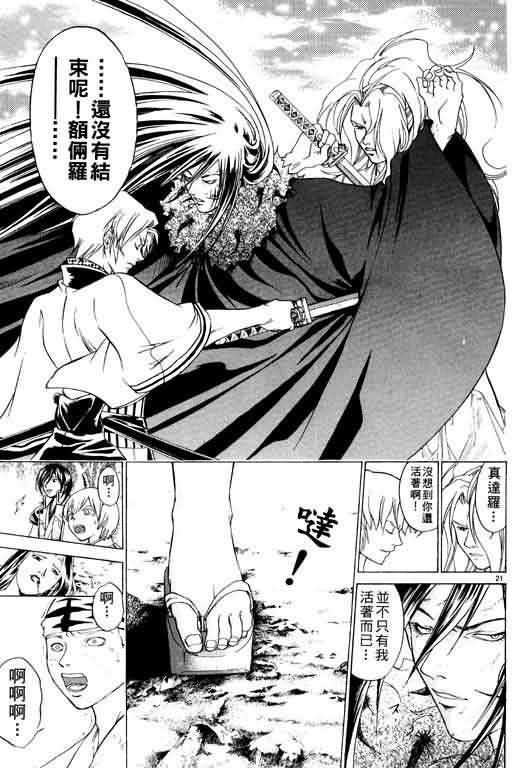 ……還沒有結
束呢！額倆羅
———
真達羅…
沒想到你還
活著啊！
21
並不只有我
活著而已…
噠！
啊…
啊…
啊啊啊…